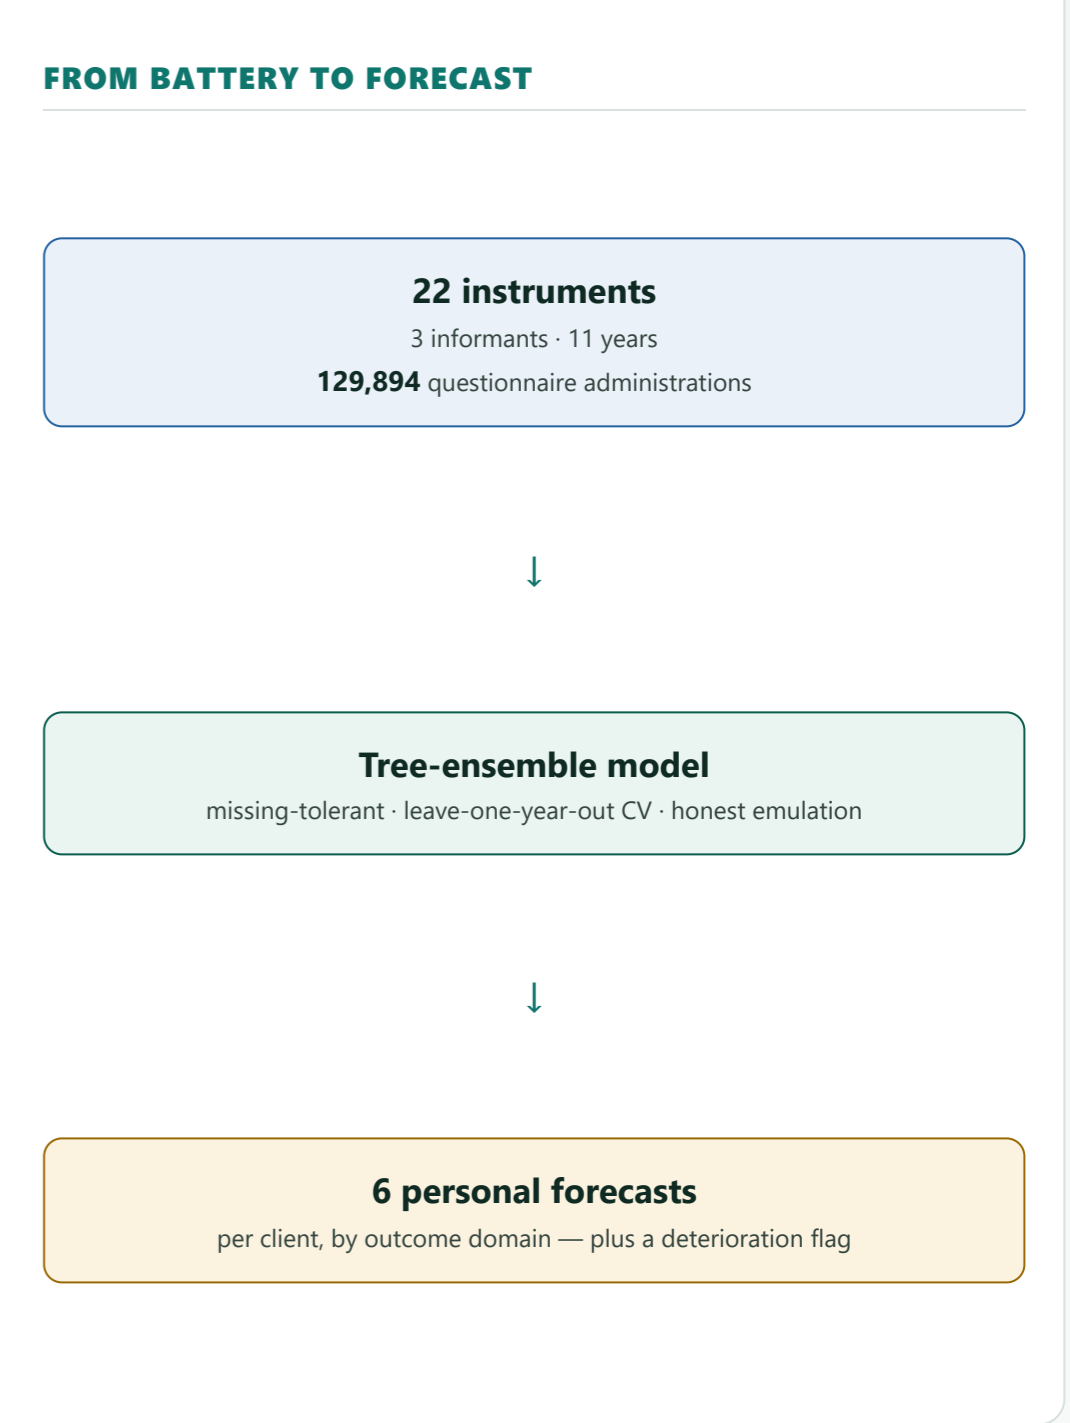 FROM BATTERY TO FORECAST
22 instruments
3 informants · 11 years
129,894 questionnaire administrations
↓
Tree-ensemble model
missing-tolerant · leave-one-year-out CV · honest emulation
↓
6 personal forecasts
per client, by outcome domain — plus a deterioration flag